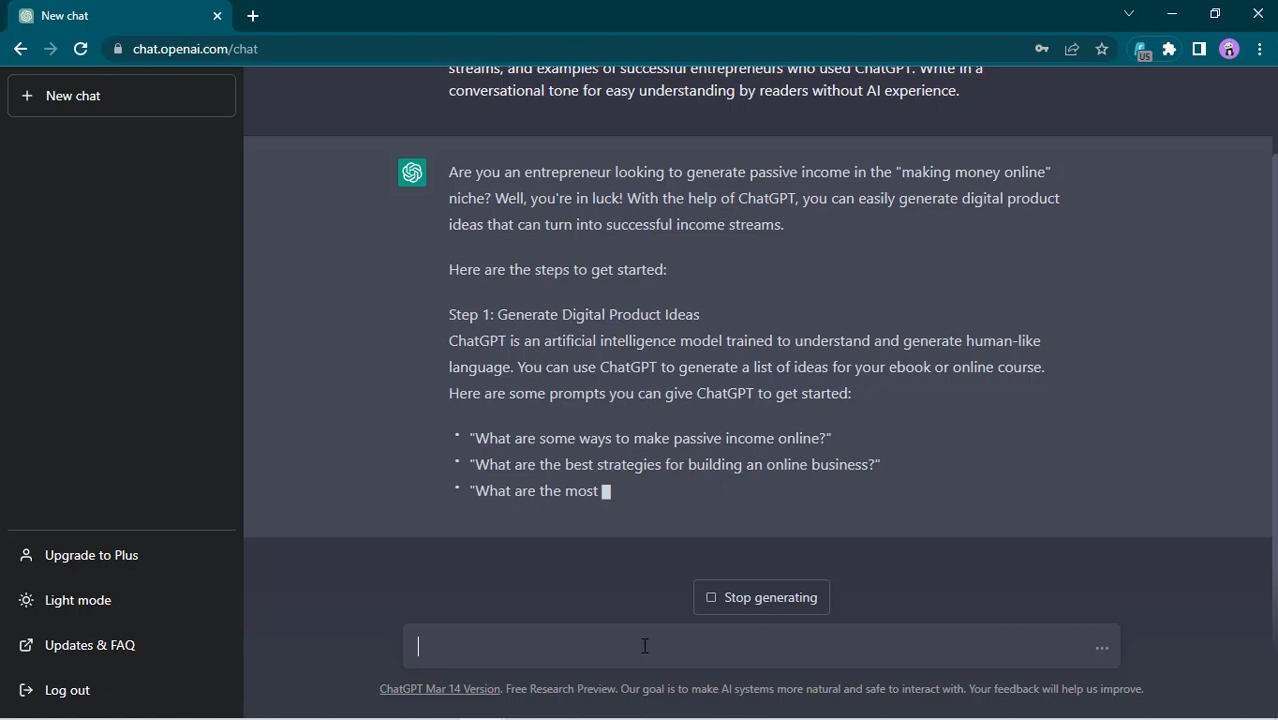 New chat
chat.openai.com/chat
US
New chat
streams, and examples of successful entrepreneurs who used ChatGPT. Write in a
conversational tone for easy understanding by readers without AI experience.
Are you an entrepreneur looking to generate passive income in the "making money online"
niche? Well, you're in luck! With the help of ChatGPT, you can easily generate digital product
ideas that can turn into successful income streams.
Here are the steps to get started:
Step 1: Generate Digital Product Ideas
ChatGPT is an artificial intelligence model trained to understand and generate human-like
language. You can use ChatGPT to generate a list of ideas for your ebook or online course.
Here are some prompts you can give ChatGPT to get started:
• "What are some ways to make passive income online?"
• "What are the best strategies for building an online business?"
• "What are the most
Upgrade to Plus
Light mode
Updates & FAQ
Log out
Stop generating
ChatGPT Mar 14 Version. Free Research Preview. Our goal is to make AI systems more natural and safe to interact with. Your feedback will help us improve.